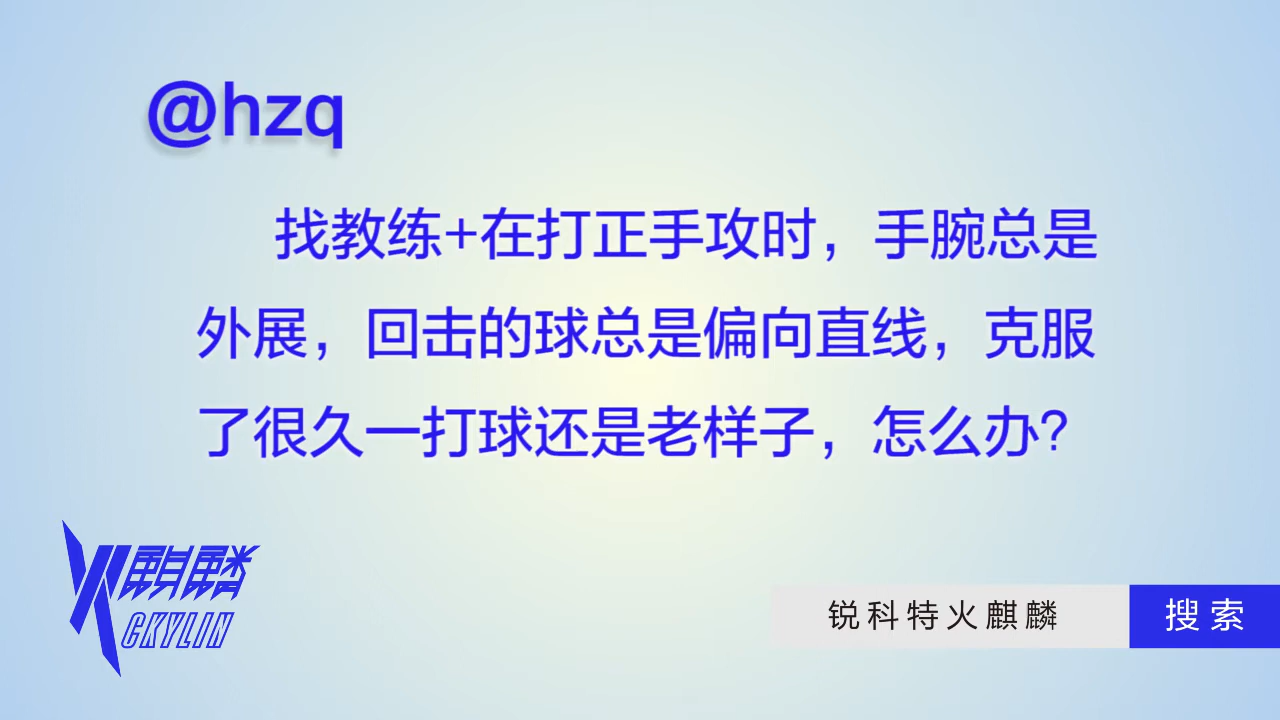 @hzq
找教练+在打正手攻时，手腕总是
外展，回击的球总是偏向直线，克服
了很久一打球还是老样子，怎么办?
火麒麟
CKYLIN
锐科特火麒麟
搜索